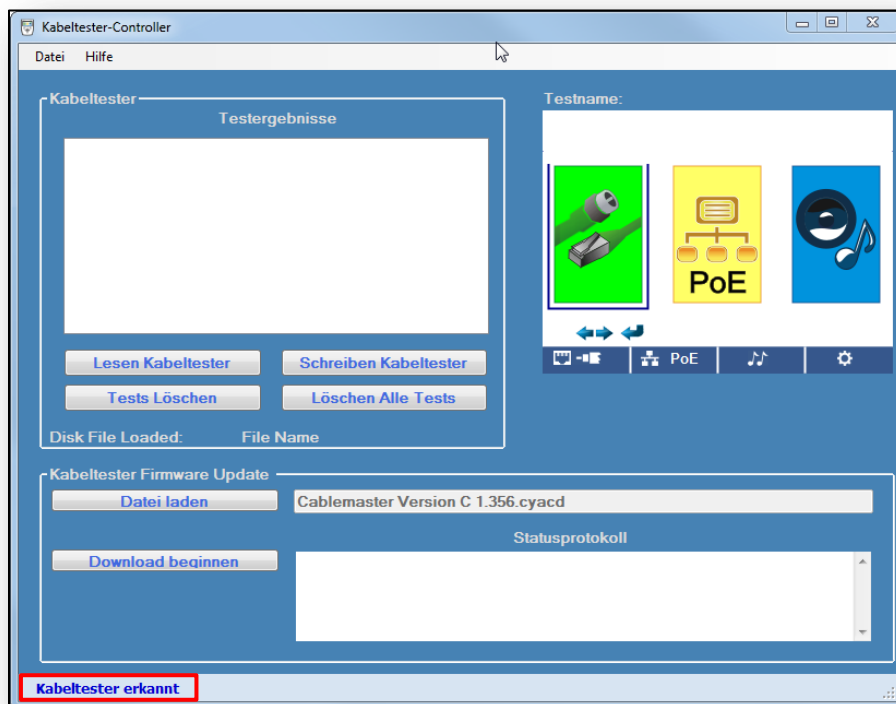 Kabeltester-Controller
Datei Hilfe
Kabeltester
Testergebnisse
Lesen Kabeltester
Schreiben Kabeltester
Tests Löschen
Löschen Alle Tests
Disk File Loaded: File Name
Testname:
PoE
PoE
Kabeltester Firmware Update
Datei laden
Cablemaster Version C 1.356.cyacd
Statusprotokoll
Download beginnen
Kabeltester erkannt